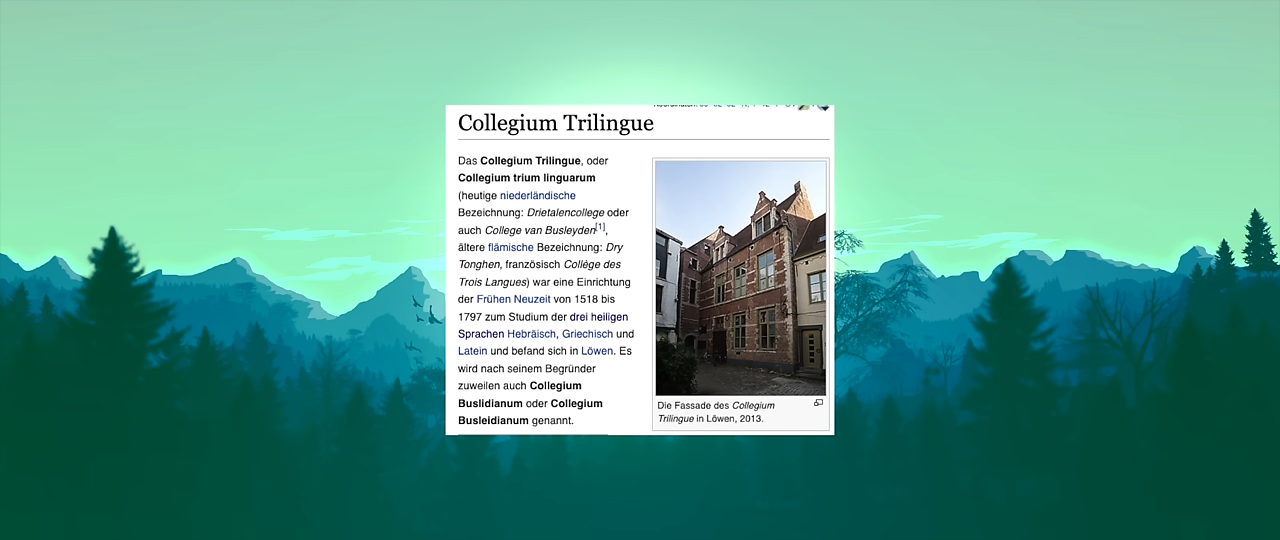 Collegium Trilingue
Das Collegium Trilingue, oder
Collegium trium linguarum
(heutige niederländische
Bezeichnung: Drietalencollege oder
auch College van Busleyden[1],
ältere flämische Bezeichnung: Dry
Tonghen, französisch Collège des
Trois Langues) war eine Einrichtung
der Frühen Neuzeit von 1518 bis
1797 zum Studium der drei heiligen
Sprachen Hebräisch, Griechisch und
Latein und befand sich in Löwen. Es
wird nach seinem Begründer
zuweilen auch Collegium
Buslidianum oder Collegium
Busleidianum genannt.
Die Fassade des Collegium
Trilingue in Löwen, 2013.